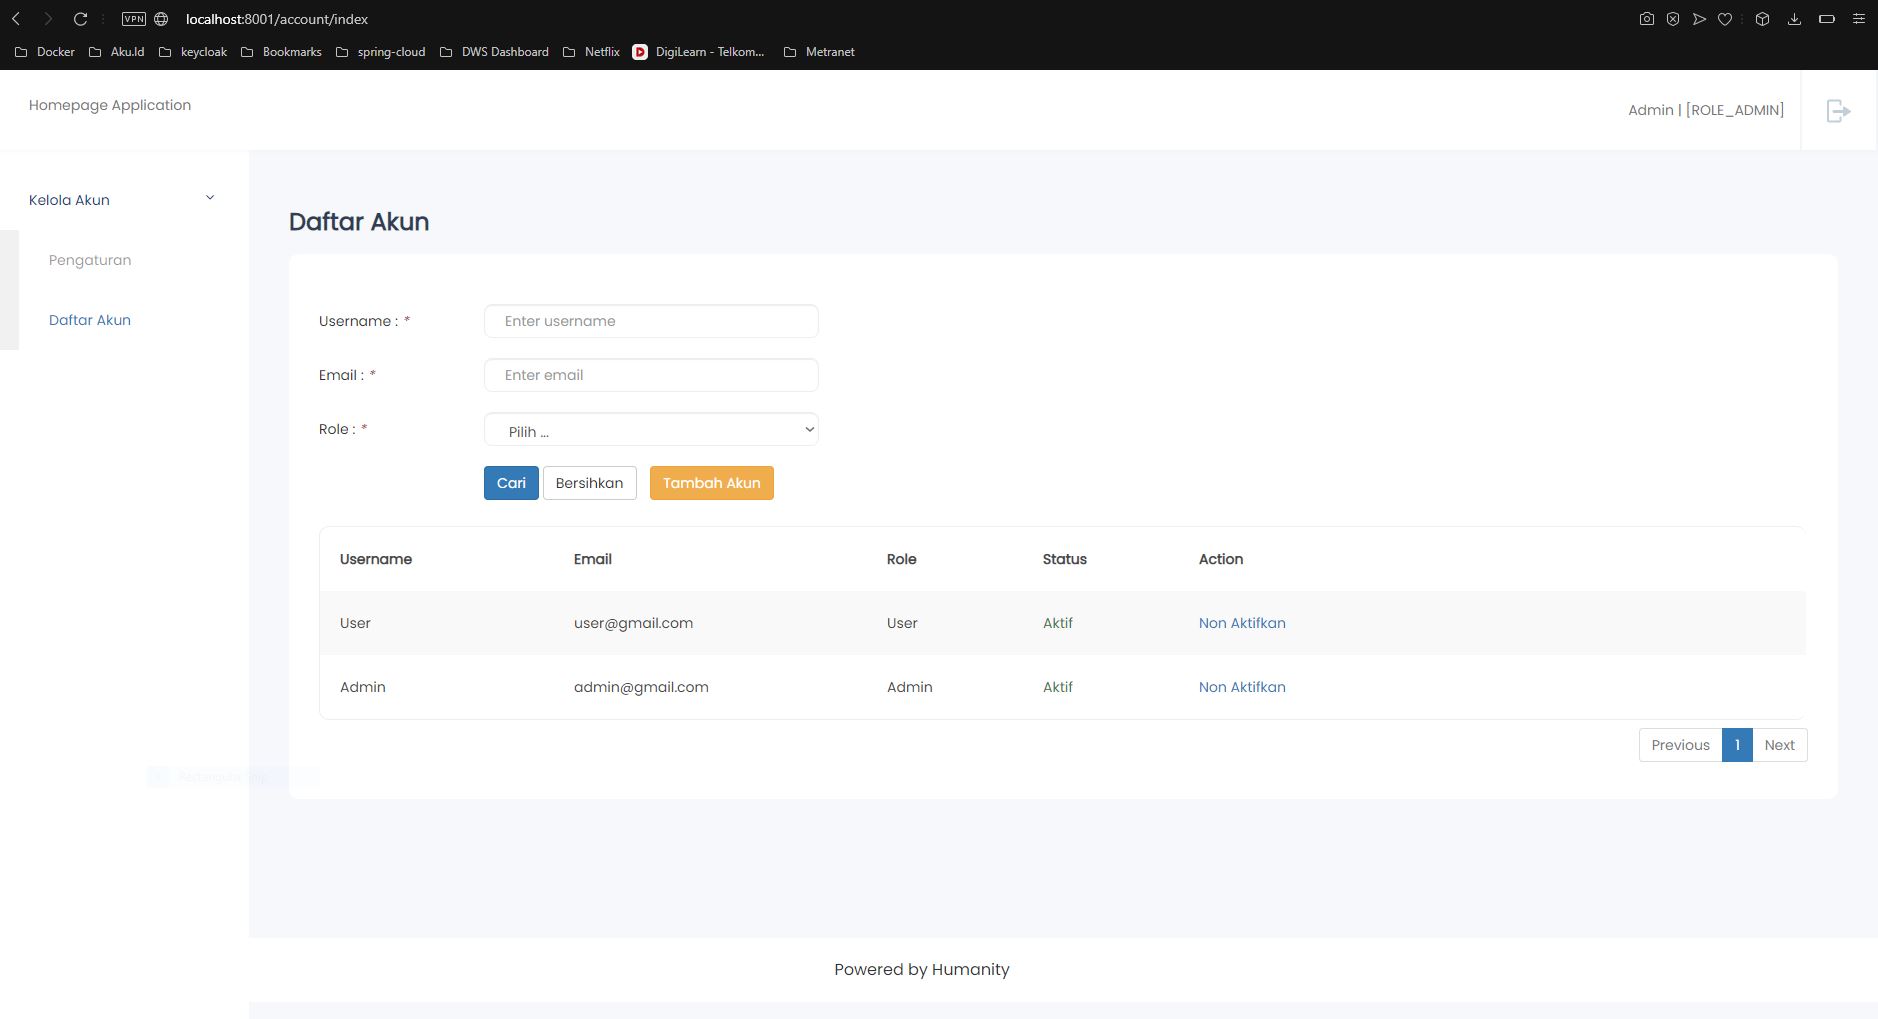 VPN localhost:8001/account/index
Docker Aku.Id keycloak Bookmarks spring-cloud DWS Dashboard Netflix DigiLearn - Telkom... Metranet
Homepage Application
Admin | [ROLE_ADMIN]
Kelola Akun
Pengaturan
Daftar Akun
Daftar Akun
Username : * Enter username
Email : * Enter email
Role : * Pilih ...
Cari Bersihkan Tambah Akun
Username Email Role Status Action
User user@gmail.com User Aktif Non Aktifkan
Admin admin@gmail.com Admin Aktif Non Aktifkan
Previous 1 Next
Rectangular Snip
Powered by Humanity